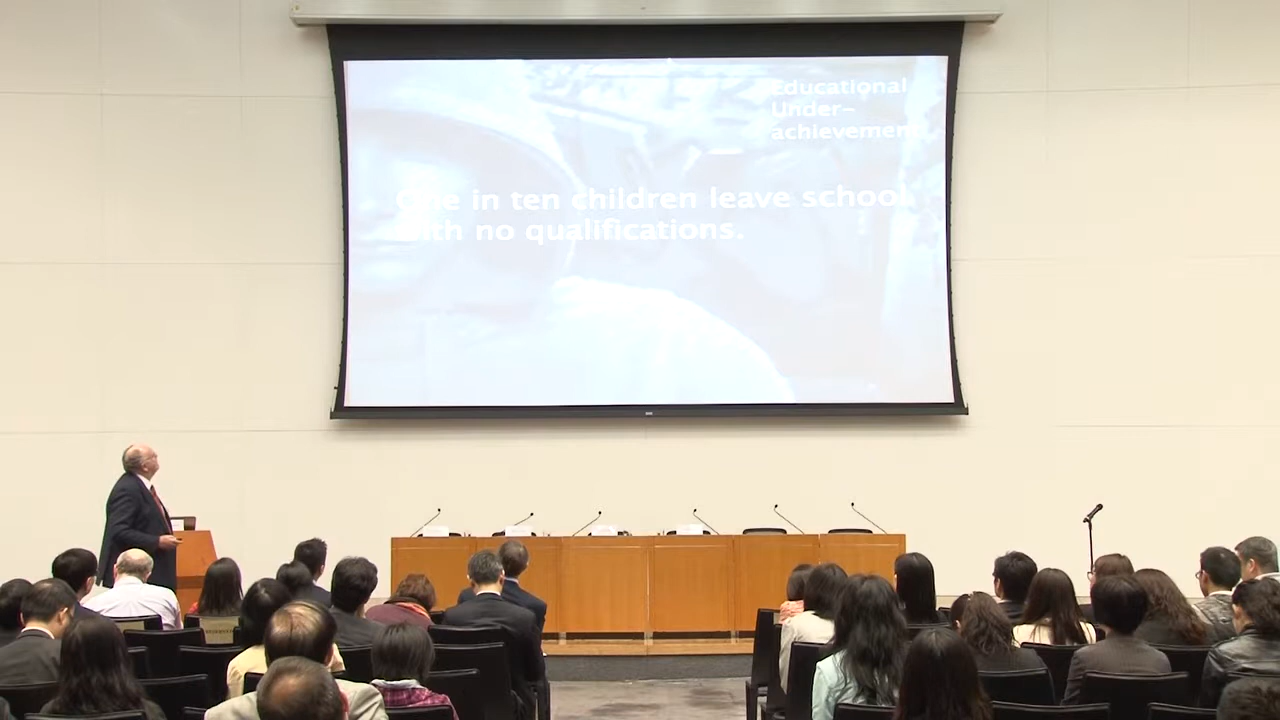 Educational
Under–
achievement
One in ten children leave school
with no qualifications.